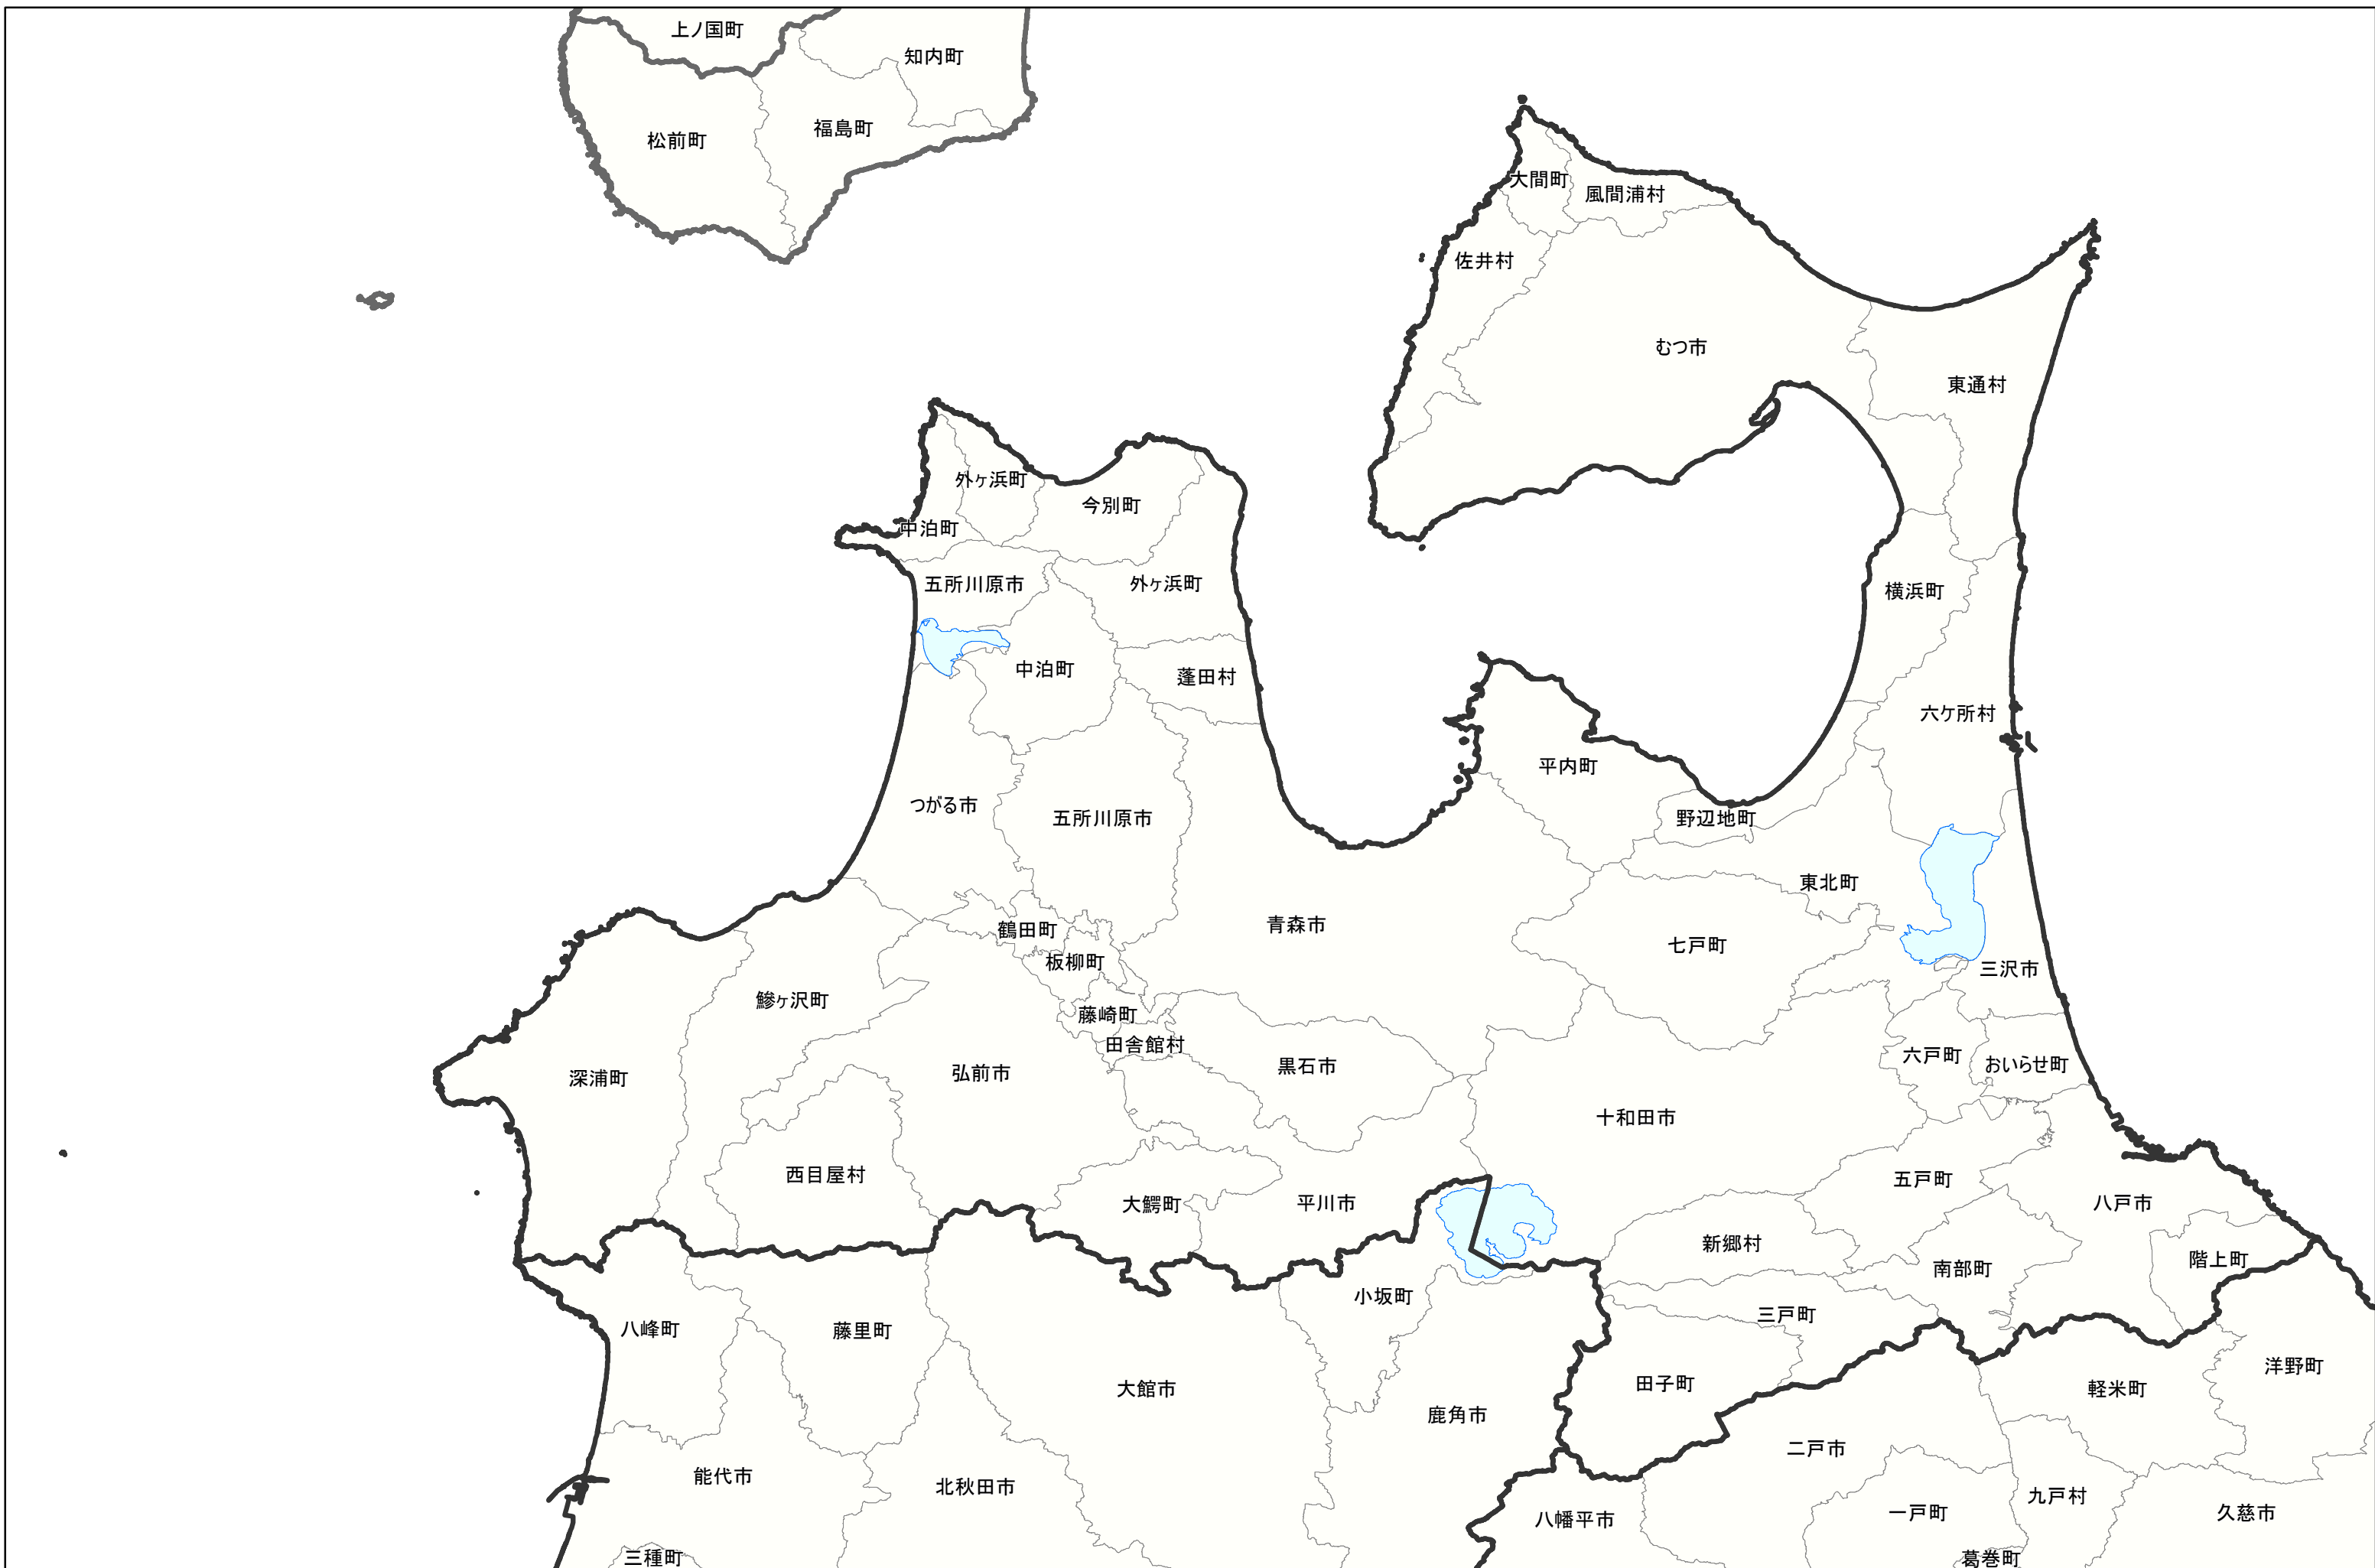 上ノ国町
知内町
福島町
松前町
大間町
風間浦村
佐井村
むつ市
東通村
外ヶ浜町
今別町
中泊町
五所川原市
外ヶ浜町
横浜町
中泊町
蓬田村
六ケ所村
平内町
つがる市
五所川原市
野辺地町
東北町
青森市
鶴田町
七戸町
板柳町
三沢市
鰺ヶ沢町
藤崎町
田舎館村
六戸町
おいらせ町
黒石市
弘前市
深浦町
十和田市
西目屋村
五戸町
大鰐町
平川市
八戸市
新郷村
階上町
南部町
小坂町
三戸町
八峰町
藤里町
洋野町
田子町
大館市
軽米町
鹿角市
二戸市
能代市
北秋田市
九戸村
一戸町
久慈市
八幡平市
三種町
葛巻町